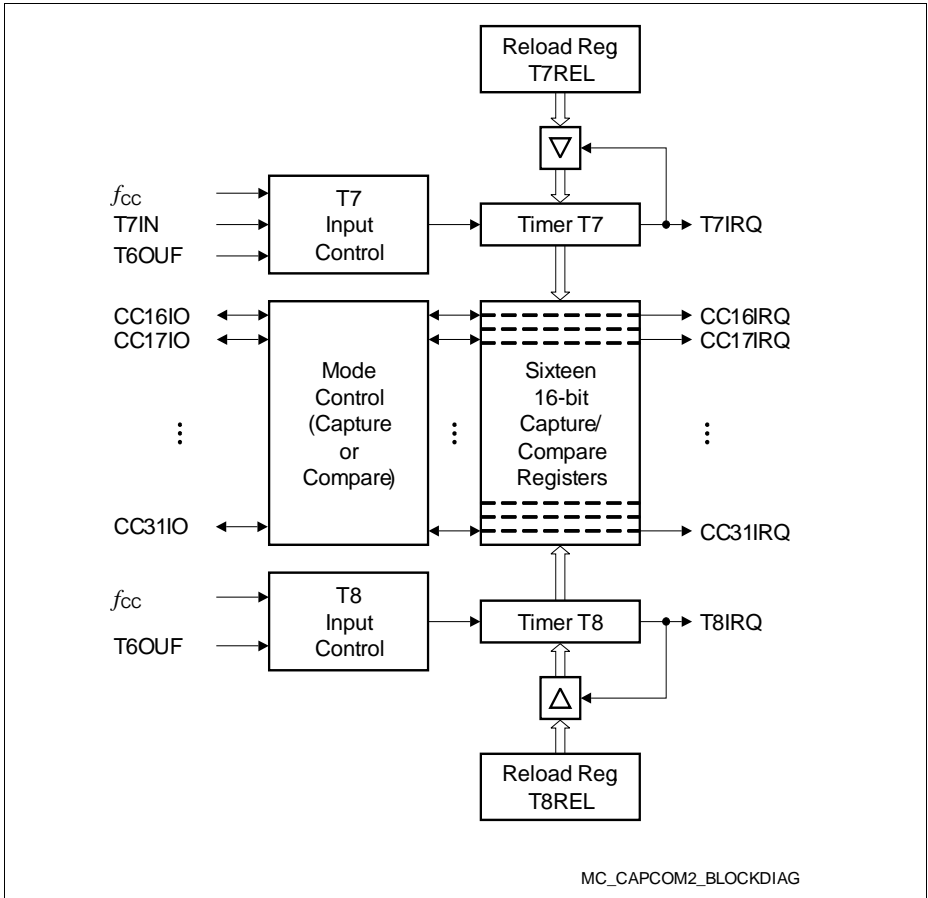 Reload Reg
T7REL
fCC
T7IN
T6OUF
T7
Input
Control
Timer T7
T7IRQ
CC16IO
CC17IO
CC31IO
Mode
Control
(Capture
or
Compare)
Sixteen
16-bit
Capture/
Compare
Registers
CC16IRQ
CC17IRQ
CC31IRQ
fCC
T6OUF
T8
Input
Control
Timer T8
T8IRQ
Reload Reg
T8REL
MC_CAPCOM2_BLOCKDIAG